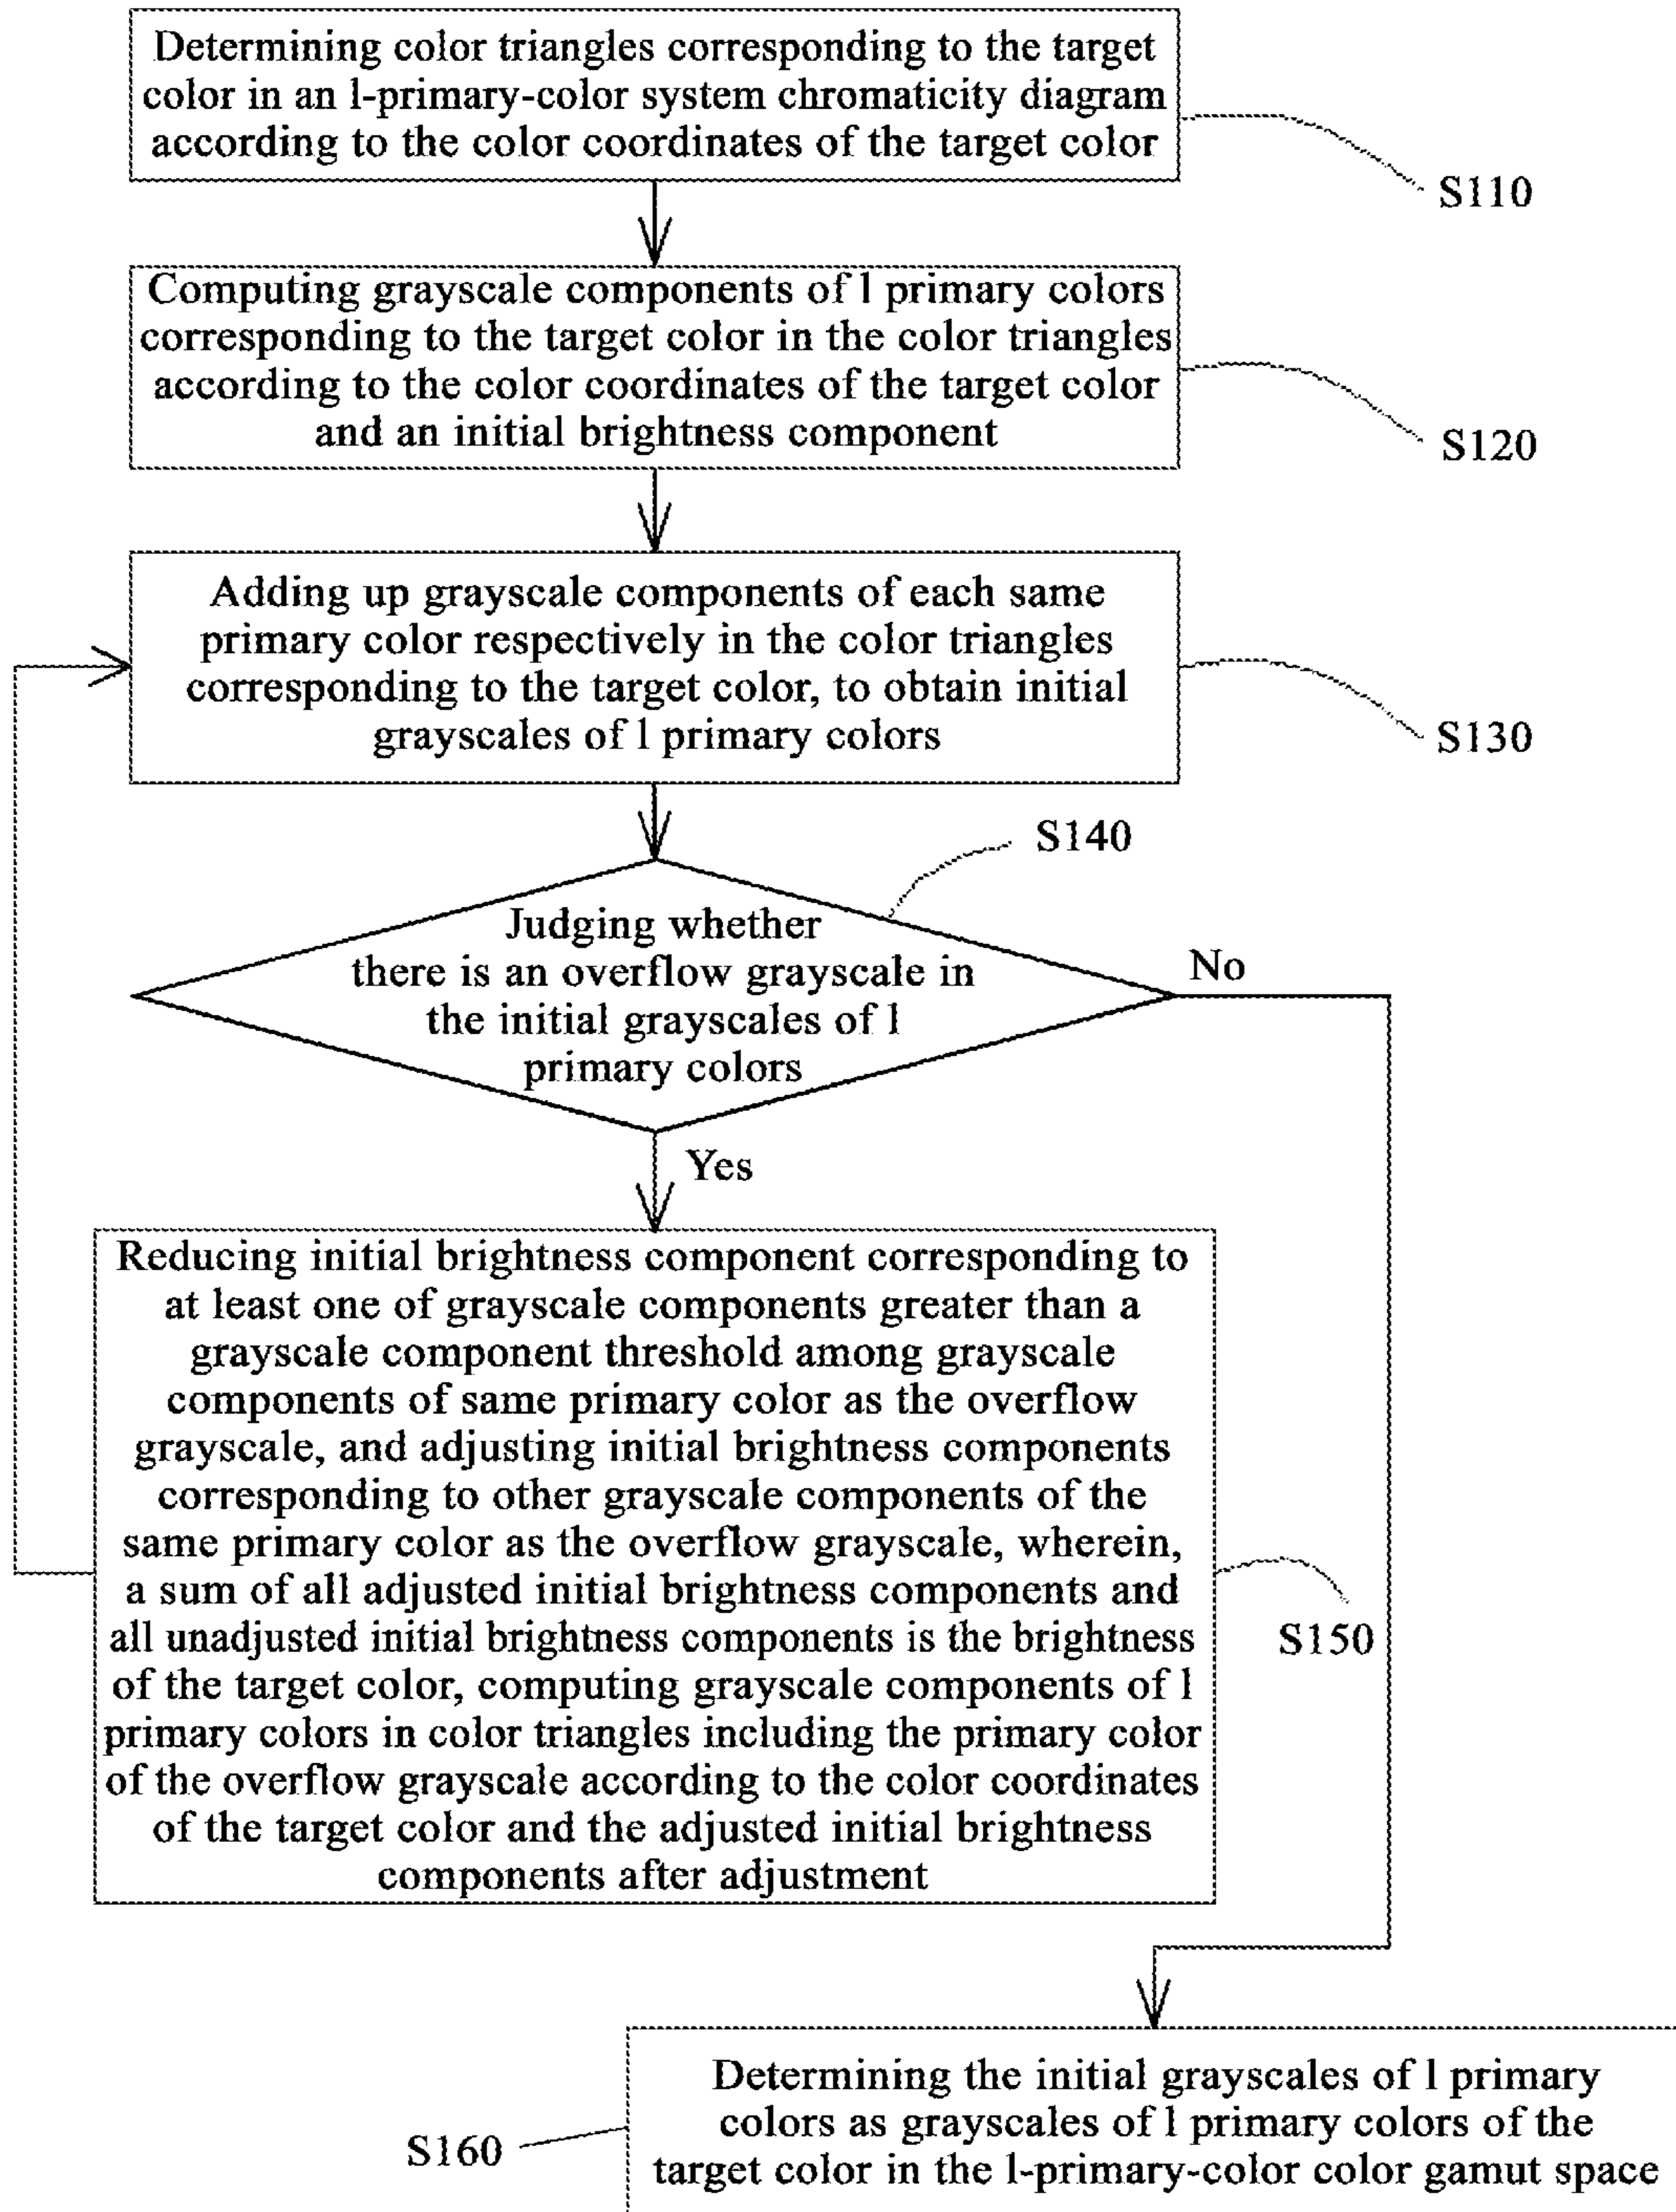 Determining color triangles corresponding to the target
color in an l-primary-color system chromaticity diagram
according to the color coordinates of the target color
S110
Computing grayscale components of l primary colors
corresponding to the target color in the color triangles
according to the color coordinates of the target color
and an initial brightness component
S120
Adding up grayscale components of each same
primary color respectively in the color triangles
corresponding to the target color, to obtain initial
grayscales of l primary colors
S130
S140
Judging whether
there is an overflow grayscale in
the initial grayscales of l
primary colors
No
Yes
Reducing initial brightness component corresponding to
at least one of grayscale components greater than a
grayscale component threshold among grayscale
components of same primary color as the overflow
grayscale, and adjusting initial brightness components
corresponding to other grayscale components of the
same primary color as the overflow grayscale, wherein,
a sum of all adjusted initial brightness components and
all unadjusted initial brightness components is the brightness
of the target color, computing grayscale components of l
primary colors in color triangles including the primary color
of the overflow grayscale according to the color coordinates
of the target color and the adjusted initial brightness
components after adjustment
S150
Determining the initial grayscales of l primary
colors as grayscales of l primary colors of the
target color in the l-primary-color color gamut space
S160